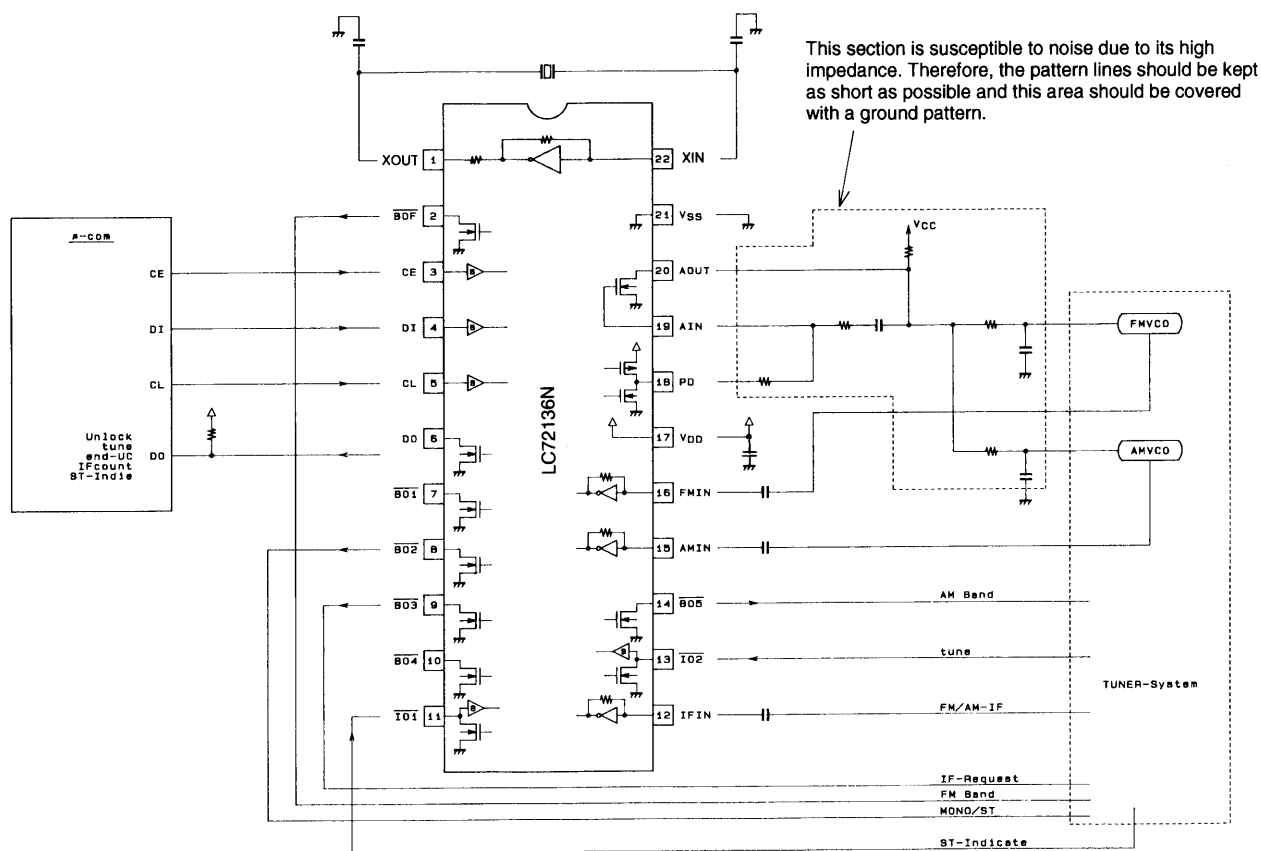 This section is susceptible to noise due to its high
impedance. Therefore, the pattern lines should be kept
as short as possible and this area should be covered
with a ground pattern.
XOUT 1
22 XIN
BOF 2
21 VSS
VCC
μ-com
CE
CE 3
S
20 AOUT
DI
DI 4
S
19 AIN
FMVCO
CL
CL 5
S
18 PD
LC72136N
Unlock
tune
end-UC
IFcount
ST-Indic
DO
DO 6
17 VDD
AMVCO
BO1 7
16 FMIN
BO2 8
15 AMIN
BO3 9
14 BO5
AM Band
BO4 10
S
13 IO2
tune
TUNER-System
IO1 11
S
12 IFIN
FM/AM-IF
IF-Request
FM Band
MONO/ST
ST-Indicate